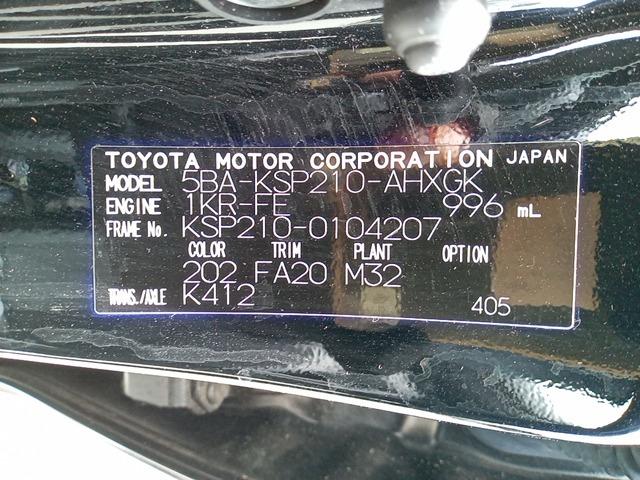 TOYOTA MOTOR CORPORATION JAPAN
MODEL 5BA-KSP210-AHXGK
ENGINE 1KR-FE 996 mL
FRAME No. KSP210-0104207
COLOR TRIM PLANT OPTION
202 FA20 M32
TRANS./AXLE K412
405